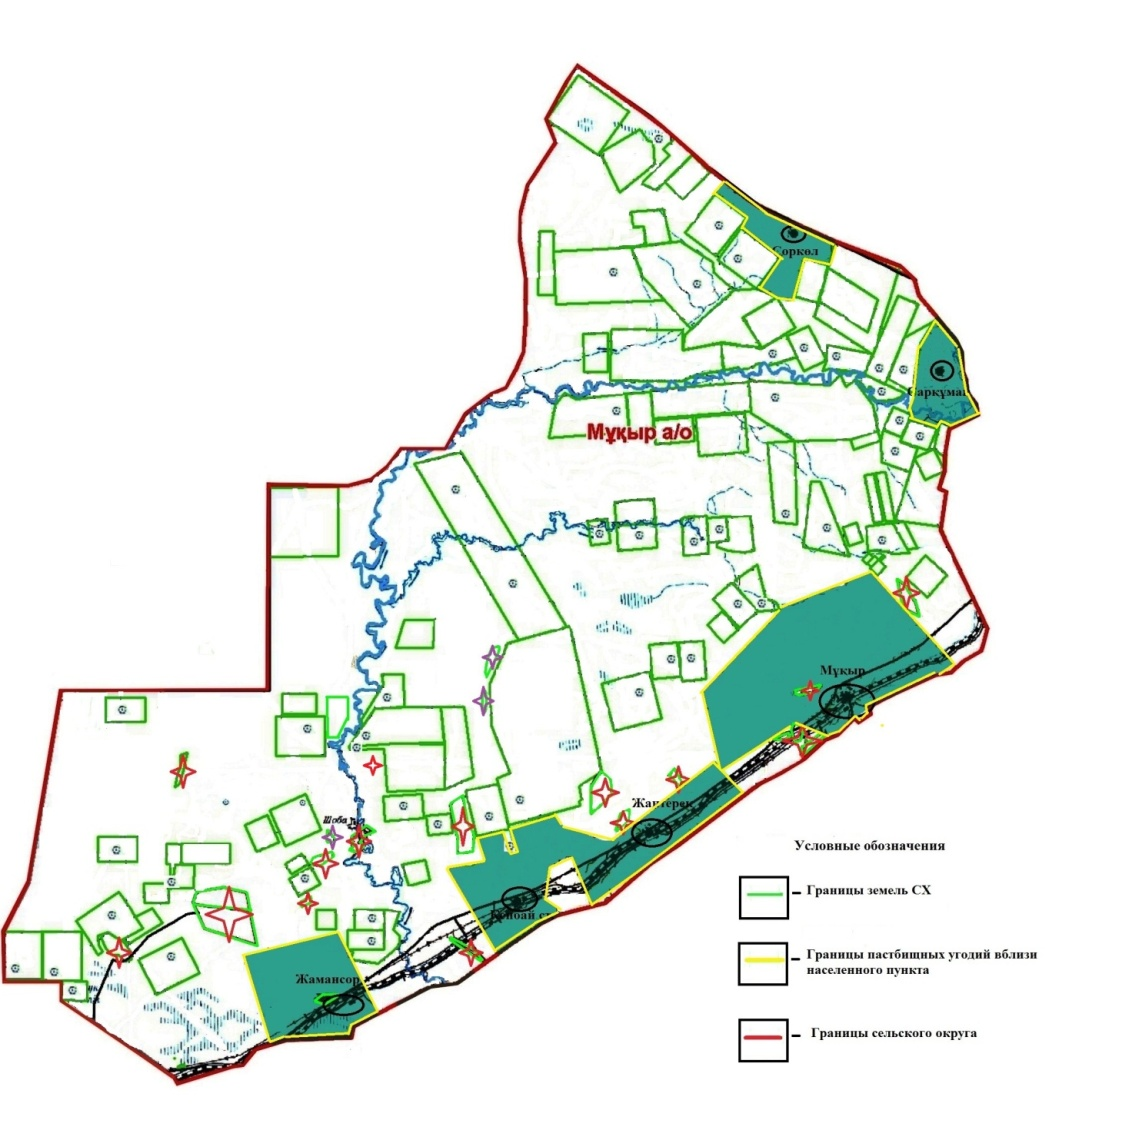 Соркөл
Мұқыр а/о
Мұқыр
Жантерек
Шоба
Жамансор
Условные обозначения
Границы земель СХ
Границы пастбищных угодий вблизи
населенного пункта
Границы сельского округа